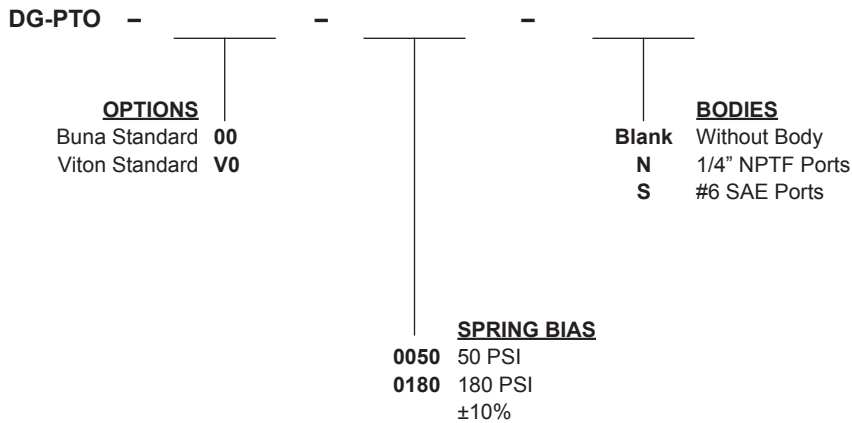 DG-PTO – – –
OPTIONS
Buna Standard 00
Viton Standard V0
BODIES
Blank Without Body
N 1/4” NPTF Ports
S #6 SAE Ports
SPRING BIAS
0050 50 PSI
0180 180 PSI
±10%